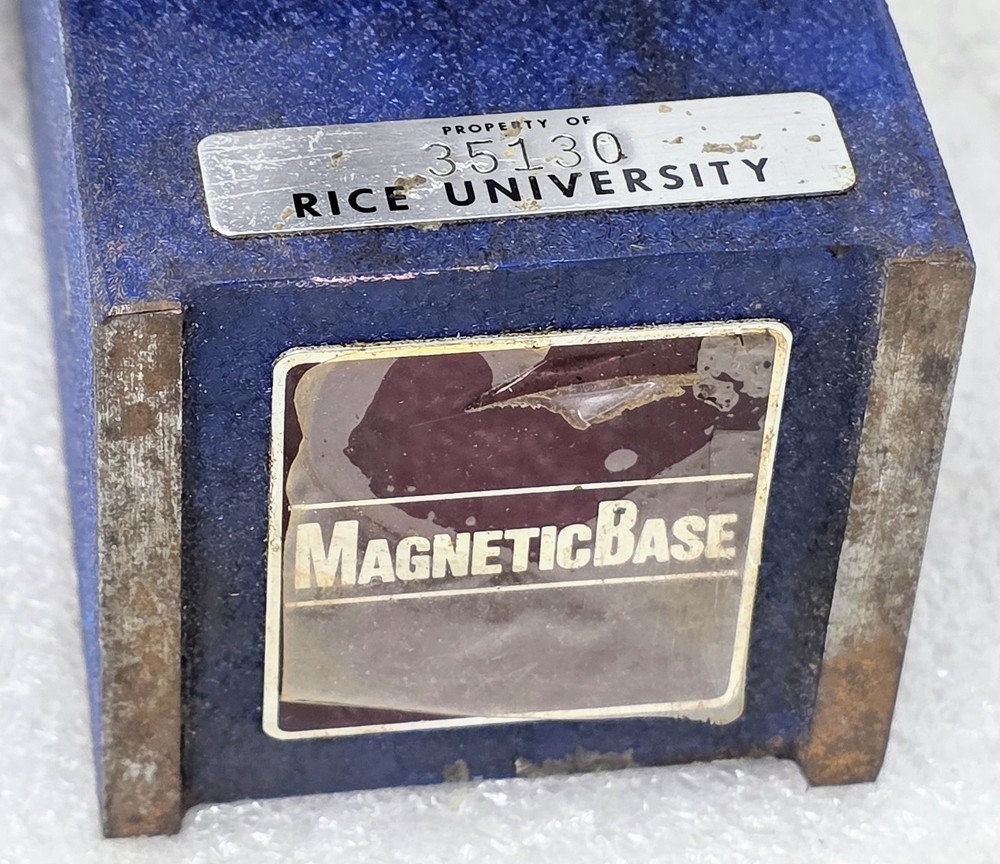 PROPERTY OF
35130
RICE UNIVERSITY
MAGNETICBASE